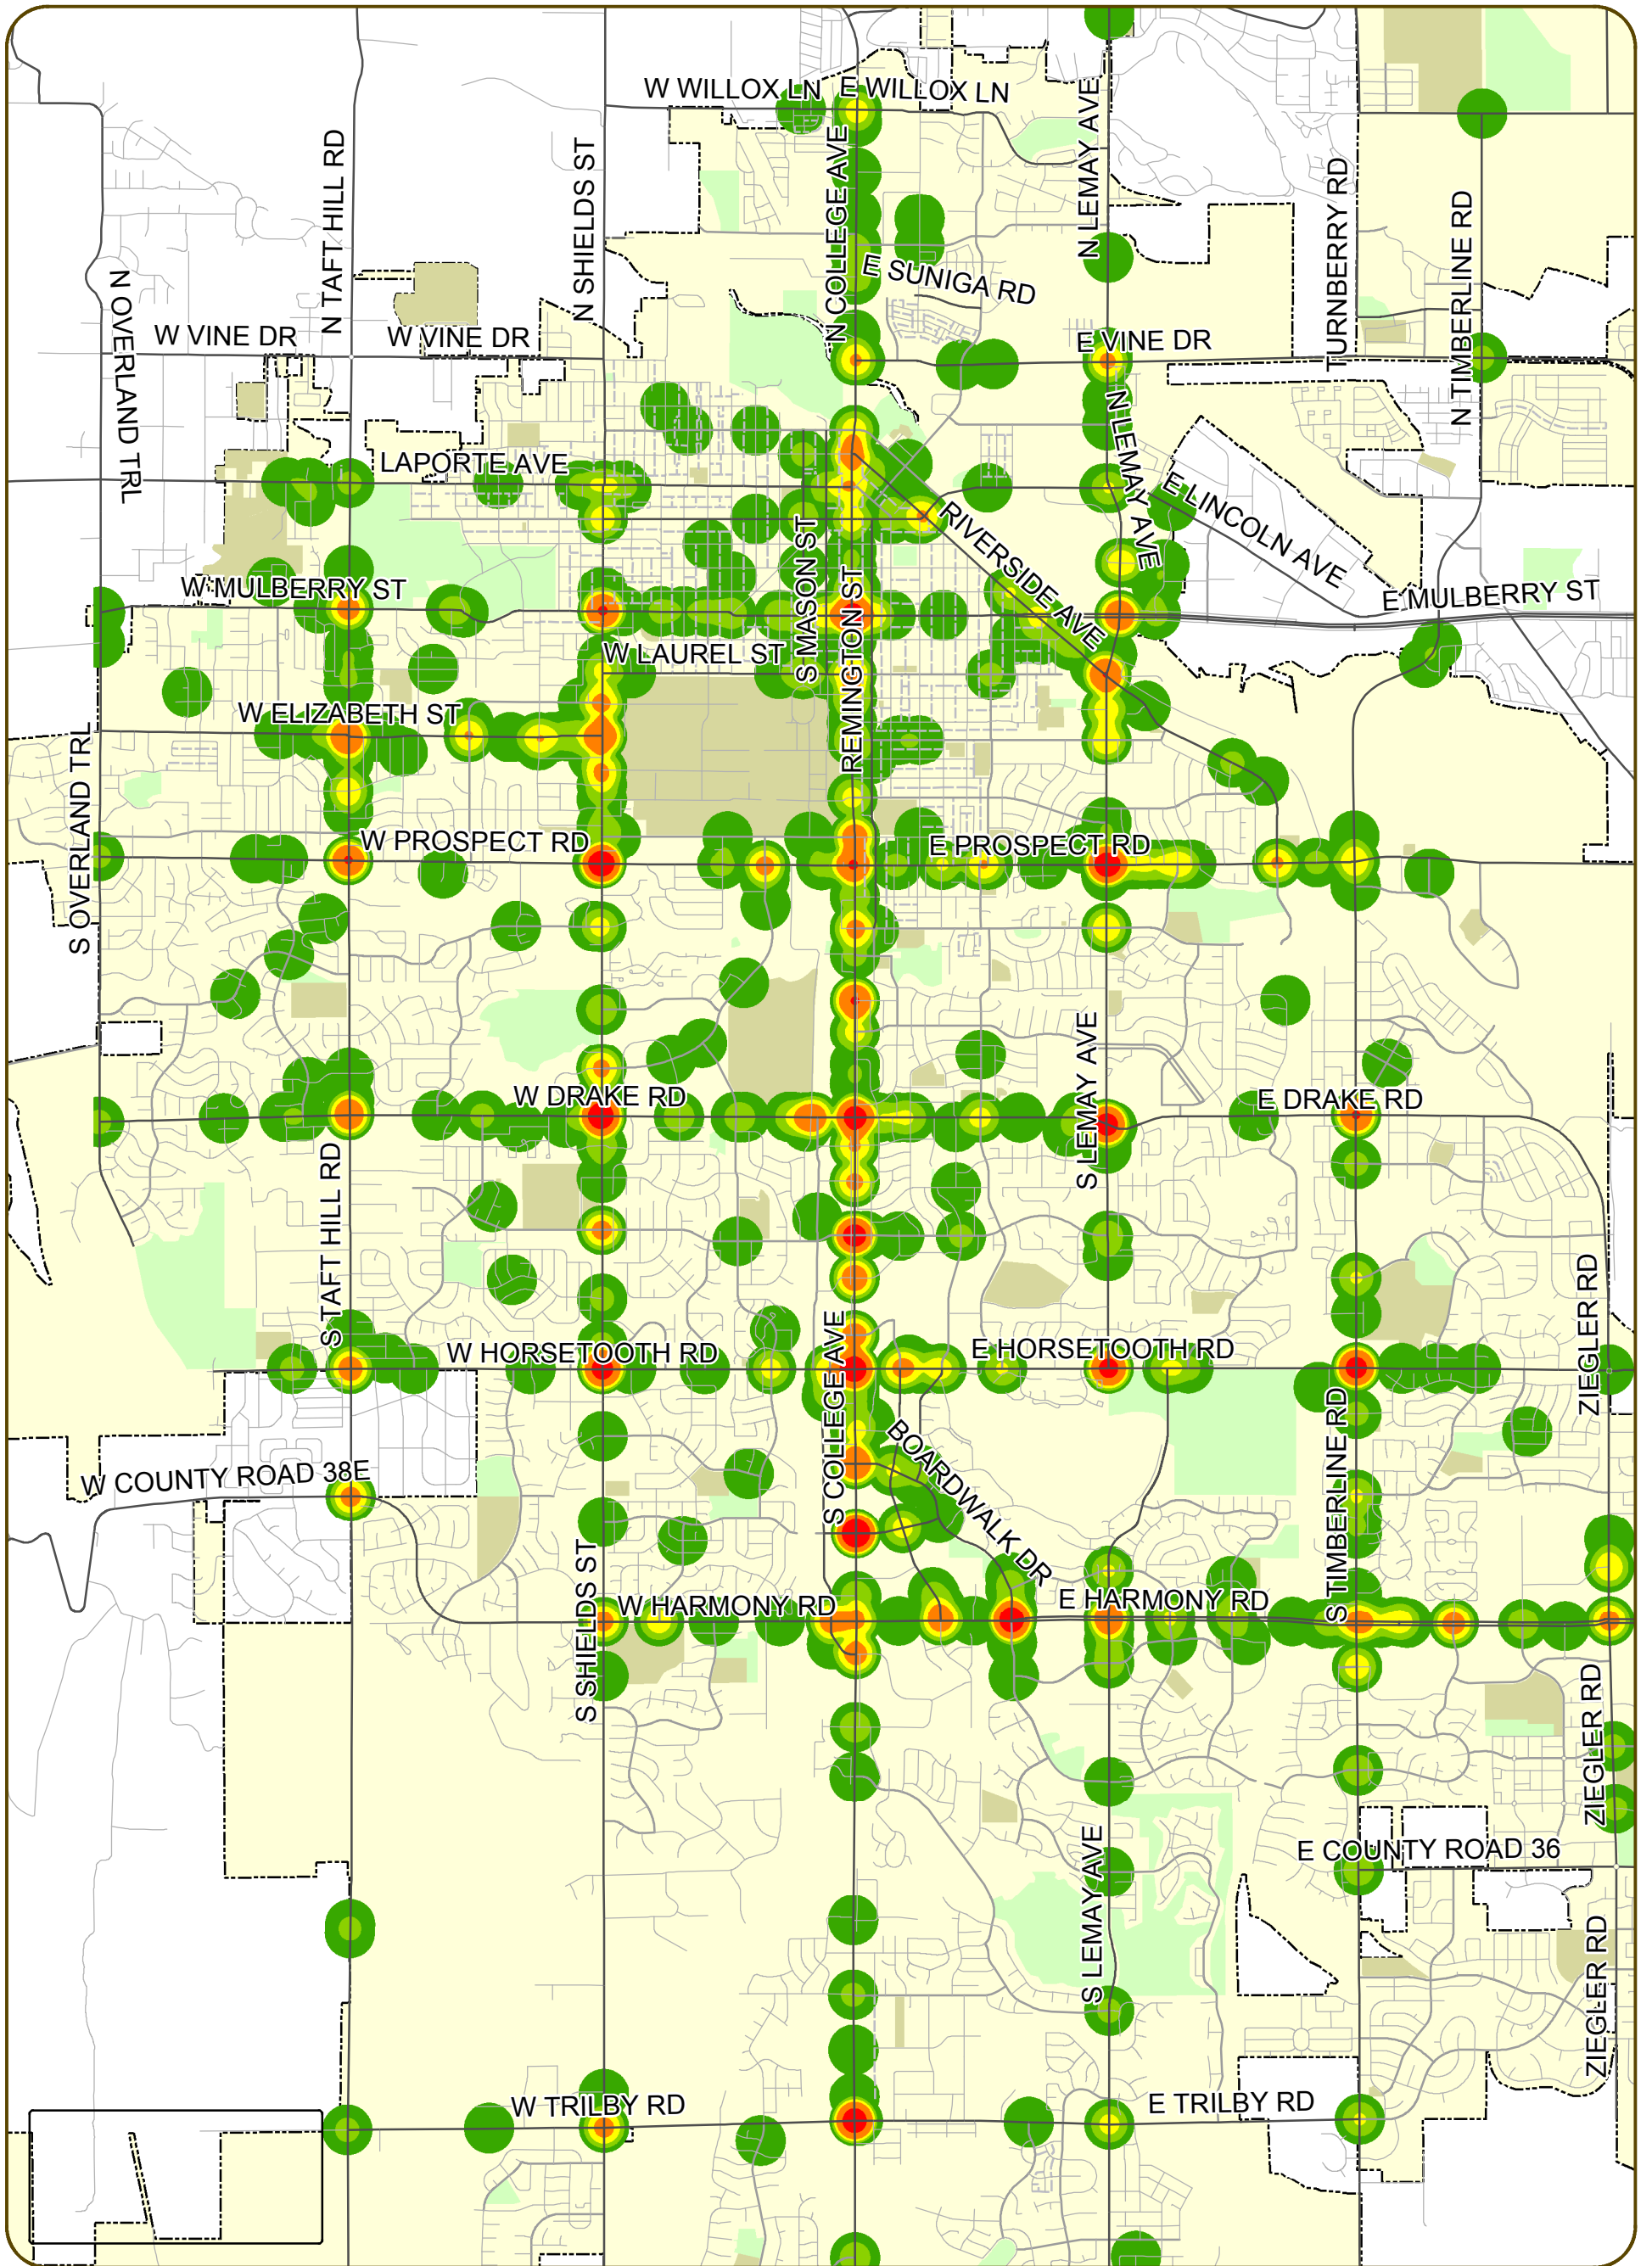 W WILLOX LN
E WILLOX LN
N LEMAY AVE
N TAFT HILL RD
N SHIELDS ST
N COLLEGE AVE
TURNBERRY RD
N TIMBERLINE RD
N OVERLAND TRL
E SUNIGA RD
W VINE DR
W VINE DR
E VINE DR
LAPORTE AVE
N LEMAY AVE
E LINCOLN AVE
RIVERSIDE AVE
W MULBERRY ST
S MASON ST
E MULBERRY ST
W LAUREL ST
REMINGTON ST
W ELIZABETH ST
S OVERLAND TRL
W PROSPECT RD
E PROSPECT RD
S LEMAY AVE
W DRAKE RD
E DRAKE RD
S TAFT HILL RD
ZIEGLER RD
W HORSETOOTH RD
S COLLEGE AVE
E HORSETOOTH RD
W COUNTY ROAD 38E
BOARDWALK DR
S TIMBERLINE RD
S SHIELDS ST
W HARMONY RD
E HARMONY RD
ZIEGLER RD
E COUNTY ROAD 36
S LEMAY AVE
ZIEGLER RD
W TRILBY RD
E TRILBY RD